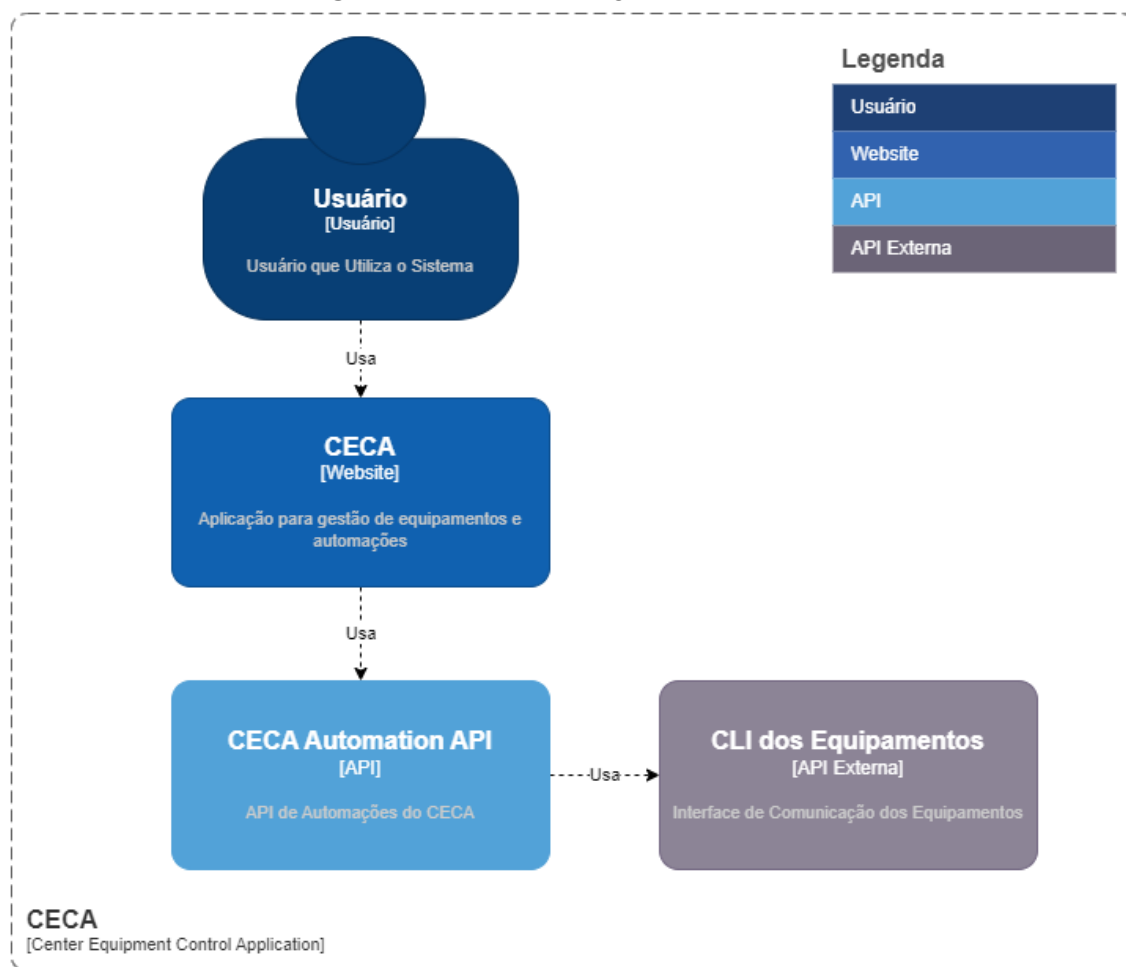 Legenda
Usuário
Website
API
API Externa
Usuário
[Usuário]
Usuário que Utiliza o Sistema
Usa
CECA
[Website]
Aplicação para gestão de equipamentos e
automações
Usa
CECA Automation API
[API]
API de Automações do CECA
Usa
CLI dos Equipamentos
[API Externa]
Interface de Comunicação dos Equipamentos
CECA
[Center Equipment Control Application]